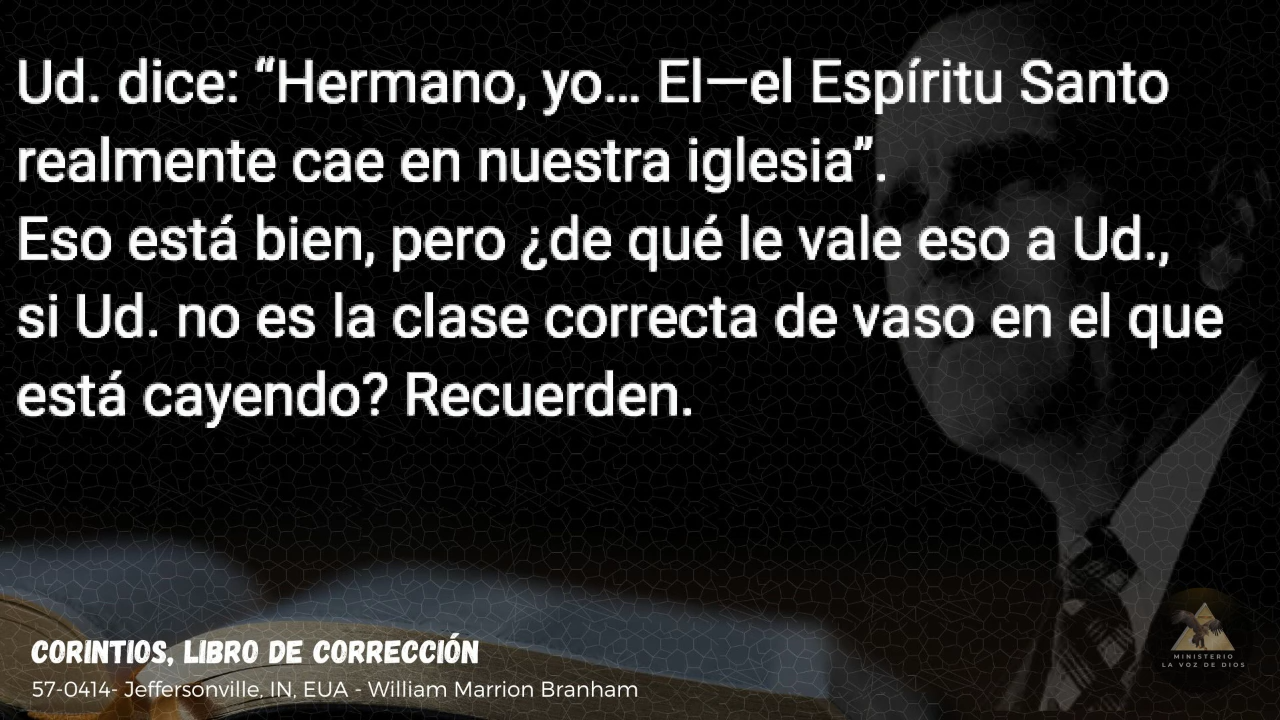 Ud. dice: “Hermano, yo... El—el Espíritu Santo
realmente cae en nuestra iglesia”.
Eso está bien, pero ¿de qué le vale eso a Ud.,
si Ud. no es la clase correcta de vaso en el que
está cayendo? Recuerden.
CORINTIOS, LIBRO DE CORRECCIÓN
57-0414- Jeffersonville, IN, EUA - William Marrion Branham
MINISTERIO
LA VOZ DE DIOS